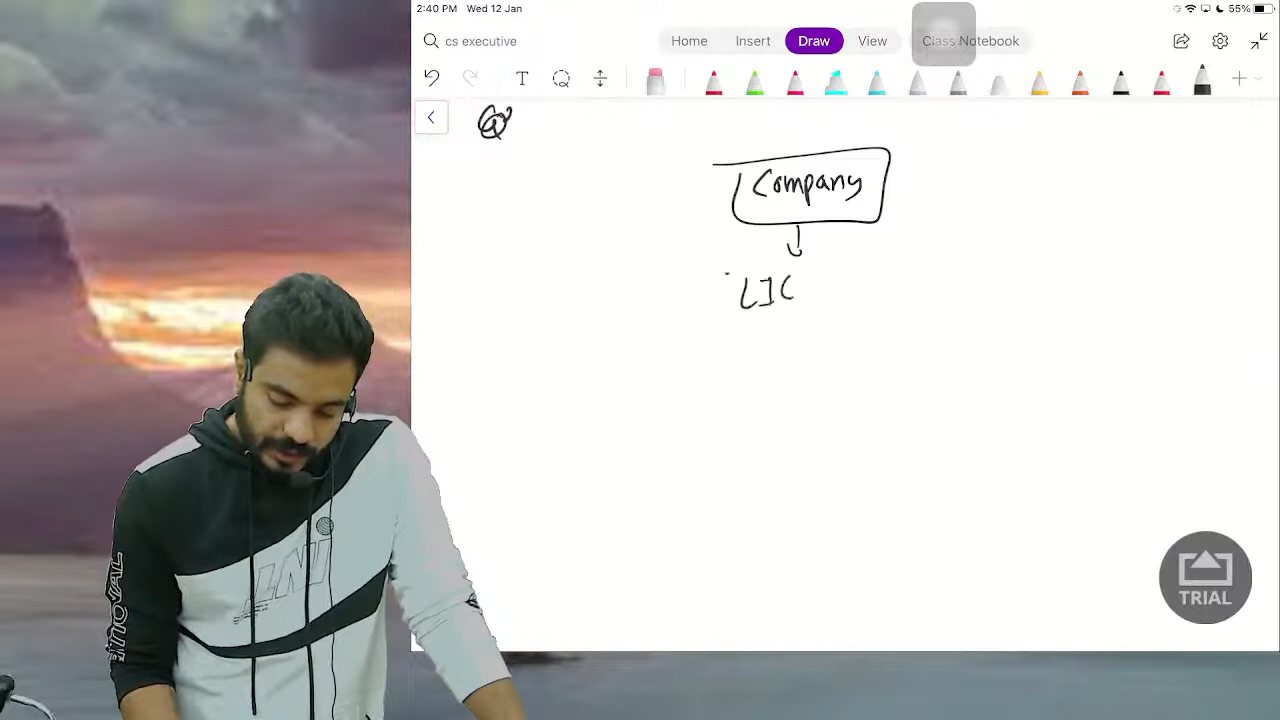 2:40 PM Wed 12 Jan
55%
cs executive
Home Insert Draw View Class Notebook
T
Company
LIC
TRIAL